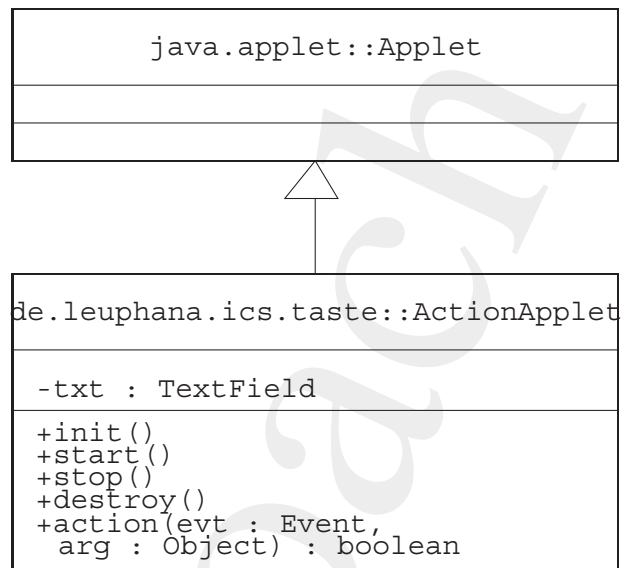 java.applet::Applet
de.leuphana.ics.taste::ActionApplet
-txt : TextField
+init()
+start()
+stop()
+destroy()
+action(evt : Event,
arg : Object) : boolean